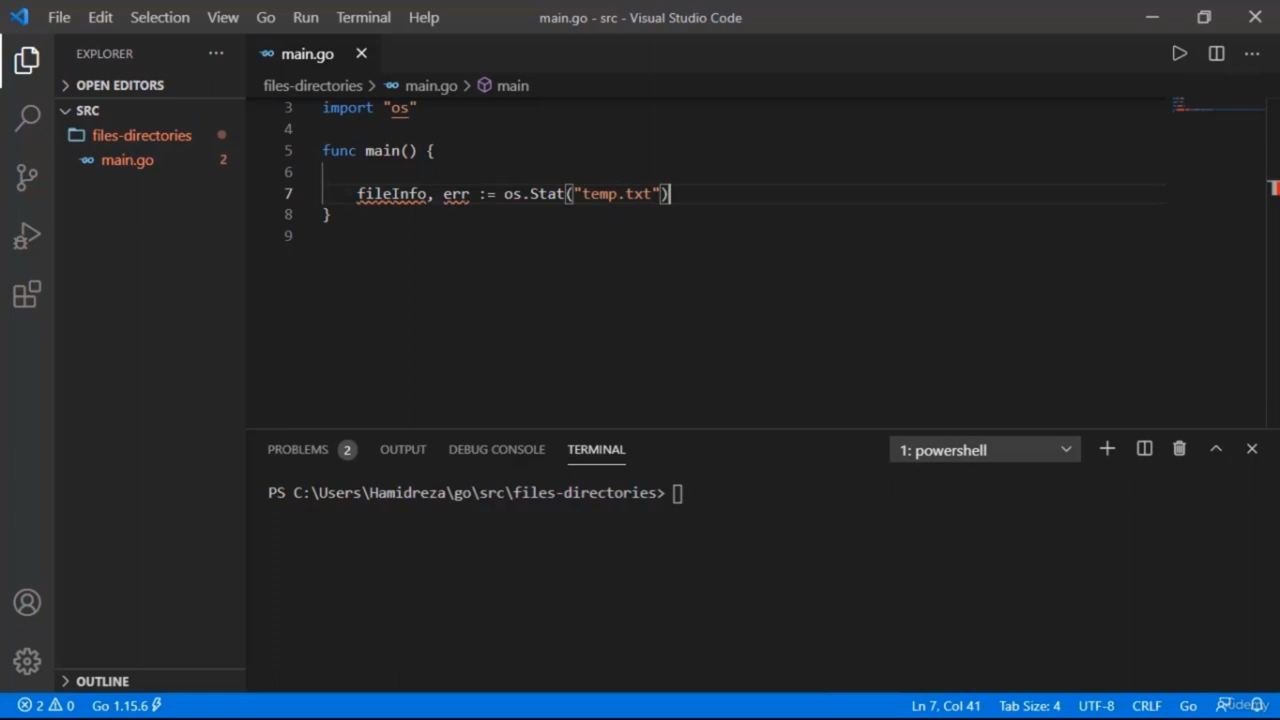 File Edit Selection View Go Run Terminal Help main.go - src - Visual Studio Code
EXPLORER ··· main.go
OPEN EDITORS files-directories > main.go > main
SRC
files-directories
main.go 2
3 import "os"
4
5 func main() {
6
7 fileInfo, err := os.Stat("temp.txt")
8 }
9
PROBLEMS 2 OUTPUT DEBUG CONSOLE TERMINAL 1: powershell
PS C:\Users\Hamidreza\go\src\files-directories>
OUTLINE
2 0 Go 1.15.6 Ln 7, Col 41 Tab Size: 4 UTF-8 CRLF Go